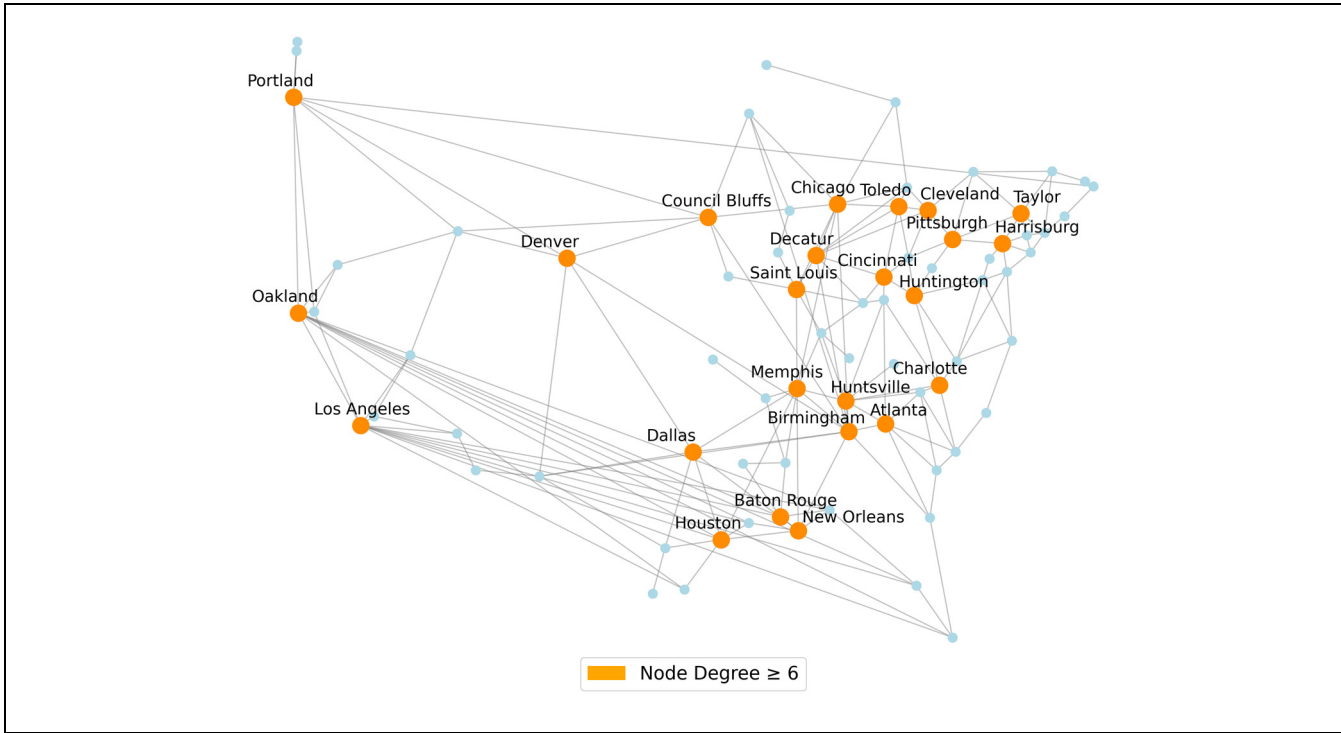 Portland
Council Bluffs
Chicago
Toledo
Cleveland
Taylor
Denver
Decatur
Pittsburgh
Harrisburg
Saint Louis
Cincinnati
Huntington
Oakland
Memphis
Huntsville
Charlotte
Los Angeles
Birmingham
Atlanta
Dallas
Baton Rouge
Houston
New Orleans
Node Degree ≥ 6